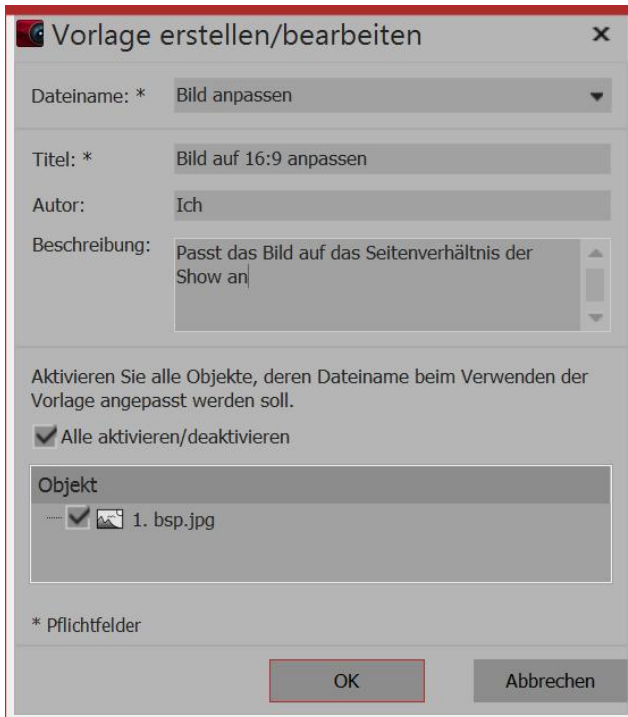 Vorlage erstellen/bearbeiten
Dateiname: * Bild anpassen
Titel: * Bild auf 16:9 anpassen
Autor: Ich
Beschreibung: Passt das Bild auf das Seitenverhältnis der
Show an
Aktivieren Sie alle Objekte, deren Dateiname beim Verwenden der
Vorlage angepasst werden soll.
Alle aktivieren/deaktivieren
Objekt
1. bsp.jpg
* Pflichtfelder
OK Abbrechen